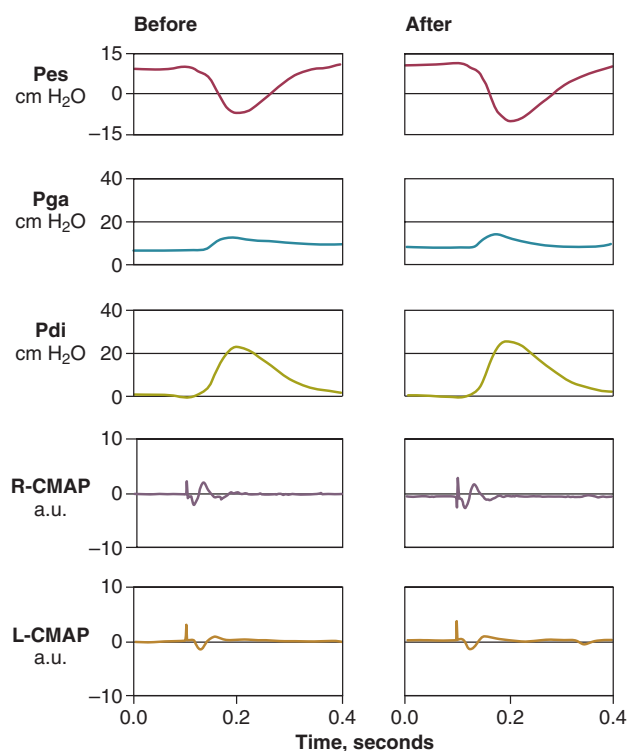 Before After
Pes
cm H₂O
15
0
–15
Pga
cm H₂O
40
20
0
Pdi
cm H₂O
40
20
0
R-CMAP
a.u.
10
0
–10
L-CMAP
a.u.
10
0
–10
0.0 0.2 0.4 0.0 0.2 0.4
Time, seconds